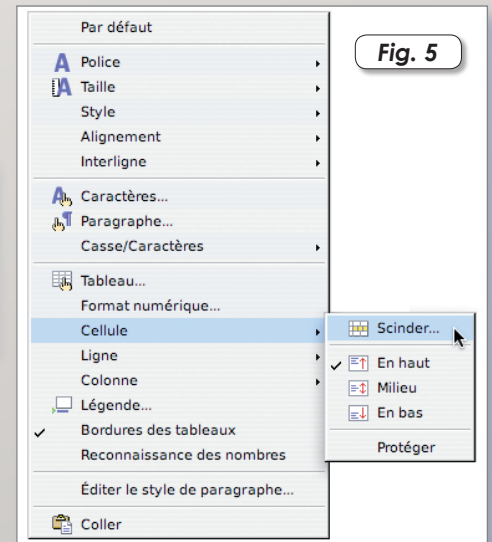 Par défaut
Fig. 5
Police
Taille
Style
Alignement
Interligne
Caractères...
Paragraphe...
Casse/Caractères
Tableau...
Format numérique...
Cellule
Ligne
Colonne
Légende...
Bordures des tableaux
Reconnaissance des nombres
Éditer le style de paragraphe...
Coller
Scinder...
En haut
Milieu
En bas
Protéger